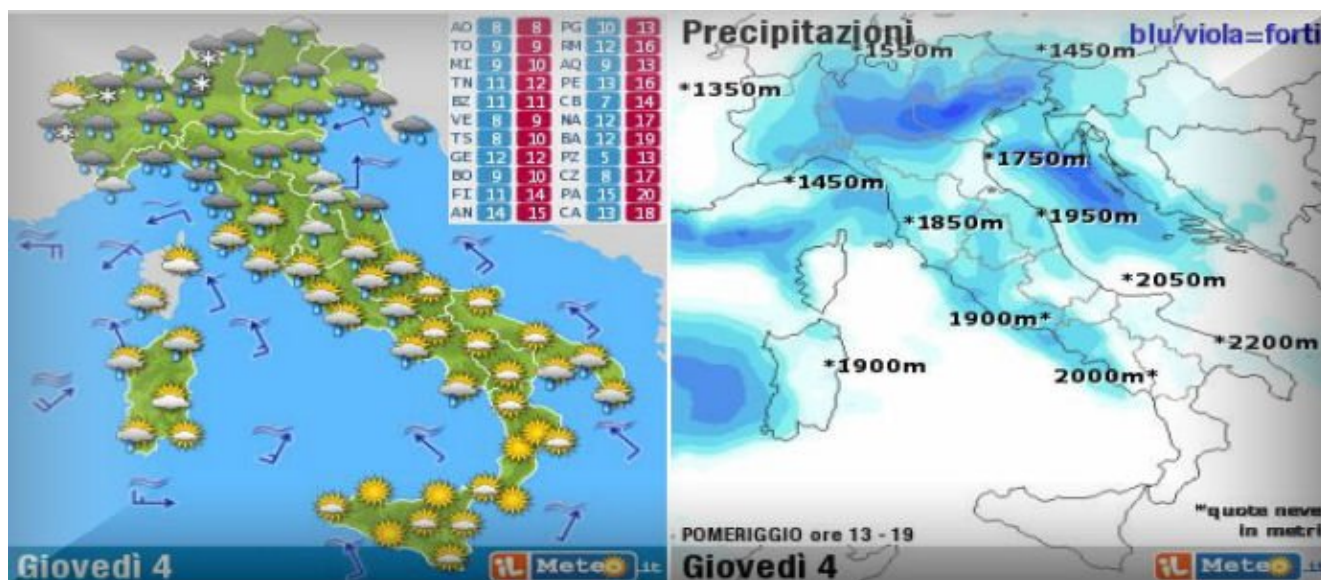 AO 8 8 PG 10 13
TO 9 9 RM 12 16
MI 9 10 AQ 9 13
TN 11 12 PE 13 16
BZ 11 11 CB 7 14
VE 8 9 NA 12 17
TS 8 10 BA 12 19
GE 12 12 PZ 5 13
BO 9 10 CZ 8 17
FI 11 14 PA 15 20
AN 14 15 CA 13 18
Giovedì 4
iL Meteo.it
Precipitazioni
blu/viola=forti
*1550m
*1450m
*1350m
*1750m
*1450m
*1850m
*1950m
*2050m
1900m*
*2200m
*1900m
2000m*
*quote neve
in metri
POMERIGGIO ore 13 - 19
Giovedì 4
iL Meteo.it